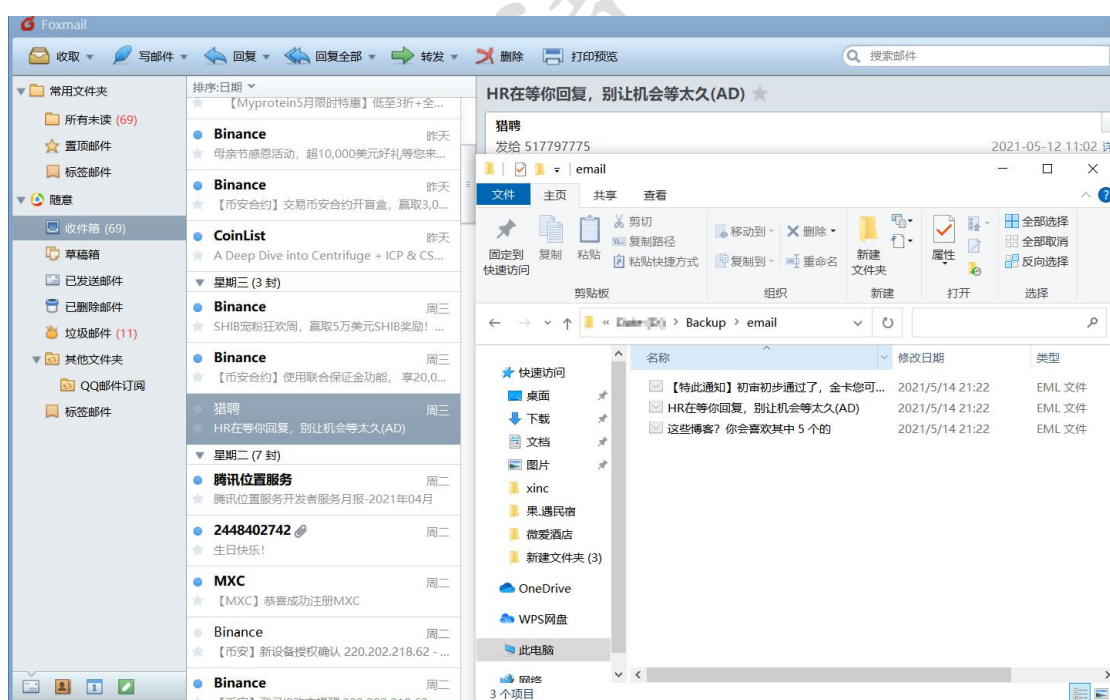 Foxmail
收取 写邮件 回复 回复全部 转发 删除 打印预览 搜索邮件
常用文件夹
所有未读 (69)
置顶邮件
标签邮件
随意
收件箱 (69)
草稿箱
已发送邮件
已删除邮件
垃圾邮件 (11)
其他文件夹
QQ邮件订阅
标签邮件
排序:日期
【Myprotein5月限时特惠】低至3折+全...
Binance 昨天
母亲节感恩活动，超10,000美元好礼等您来...
Binance 昨天
【币安合约】交易币安合约开盲盒，赢取3,0...
CoinList 昨天
A Deep Dive into Centrifuge + ICP & CS...
星期三 (3 封)
Binance 周三
SHIB宠粉狂欢周，赢取5万美元SHIB奖励！...
Binance 周三
【币安合约】使用联合保证金功能， 享20,0...
猎聘 周三
HR在等你回复，别让机会等太久(AD)
星期二 (7 封)
腾讯位置服务 周二
腾讯位置服务开发者服务月报-2021年04月
2448402742 周二
生日快乐！
MXC 周二
【MXC】恭喜成功注册MXC
Binance 周二
【币安】新设备授权确认 220.202.218.62 - ...
Binance 周二
HR在等你回复，别让机会等太久(AD)
猎聘
发给 517797775 2021-05-12 11:02
email
文件 主页 共享 查看
固定到快速访问
复制
粘贴
剪切
复制路径
粘贴快捷方式
剪贴板
移动到
复制到
删除
重命名
组织
新建文件夹
新建
属性
打开
全部选择
全部取消
反向选择
选择
« > Backup > email
名称 修改日期 类型
【特此通知】初审初步通过了，金卡您可... 2021/5/14 21:22 EML 文件
HR在等你回复，别让机会等太久(AD) 2021/5/14 21:22 EML 文件
这些博客？你会喜欢其中 5 个的 2021/5/14 21:22 EML 文件
快速访问
桌面
下载
文档
图片
xinc
果.遇民宿
微爱酒店
新建文件夹 (3)
OneDrive
WPS网盘
此电脑
网络
3 个项目